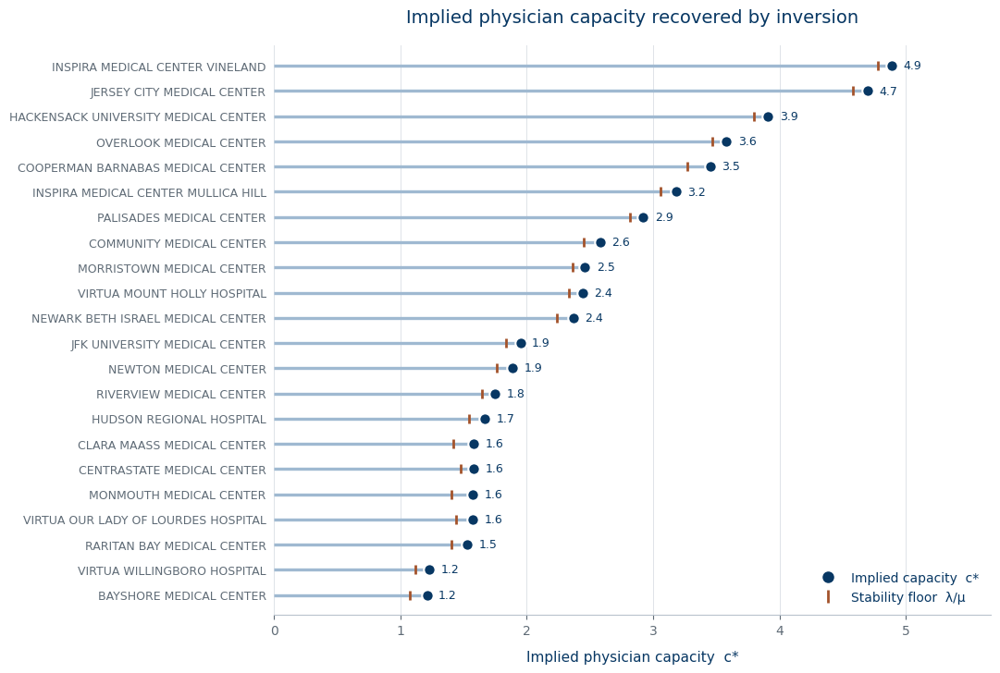 Implied physician capacity recovered by inversion
INSPIRA MEDICAL CENTER VINELAND 4.9
JERSEY CITY MEDICAL CENTER 4.7
HACKENSACK UNIVERSITY MEDICAL CENTER 3.9
OVERLOOK MEDICAL CENTER 3.6
COOPERMAN BARNABAS MEDICAL CENTER 3.5
INSPIRA MEDICAL CENTER MULLICA HILL 3.2
PALISADES MEDICAL CENTER 2.9
COMMUNITY MEDICAL CENTER 2.6
MORRISTOWN MEDICAL CENTER 2.5
VIRTUA MOUNT HOLLY HOSPITAL 2.4
NEWARK BETH ISRAEL MEDICAL CENTER 2.4
JFK UNIVERSITY MEDICAL CENTER 1.9
NEWTON MEDICAL CENTER 1.9
RIVERVIEW MEDICAL CENTER 1.8
HUDSON REGIONAL HOSPITAL 1.7
CLARA MAASS MEDICAL CENTER 1.6
CENTRASTATE MEDICAL CENTER 1.6
MONMOUTH MEDICAL CENTER 1.6
VIRTUA OUR LADY OF LOURDES HOSPITAL 1.6
RARITAN BAY MEDICAL CENTER 1.5
VIRTUA WILLINGBORO HOSPITAL 1.2
BAYSHORE MEDICAL CENTER 1.2
Implied capacity c*
Stability floor λ/μ
0 1 2 3 4 5
Implied physician capacity c*